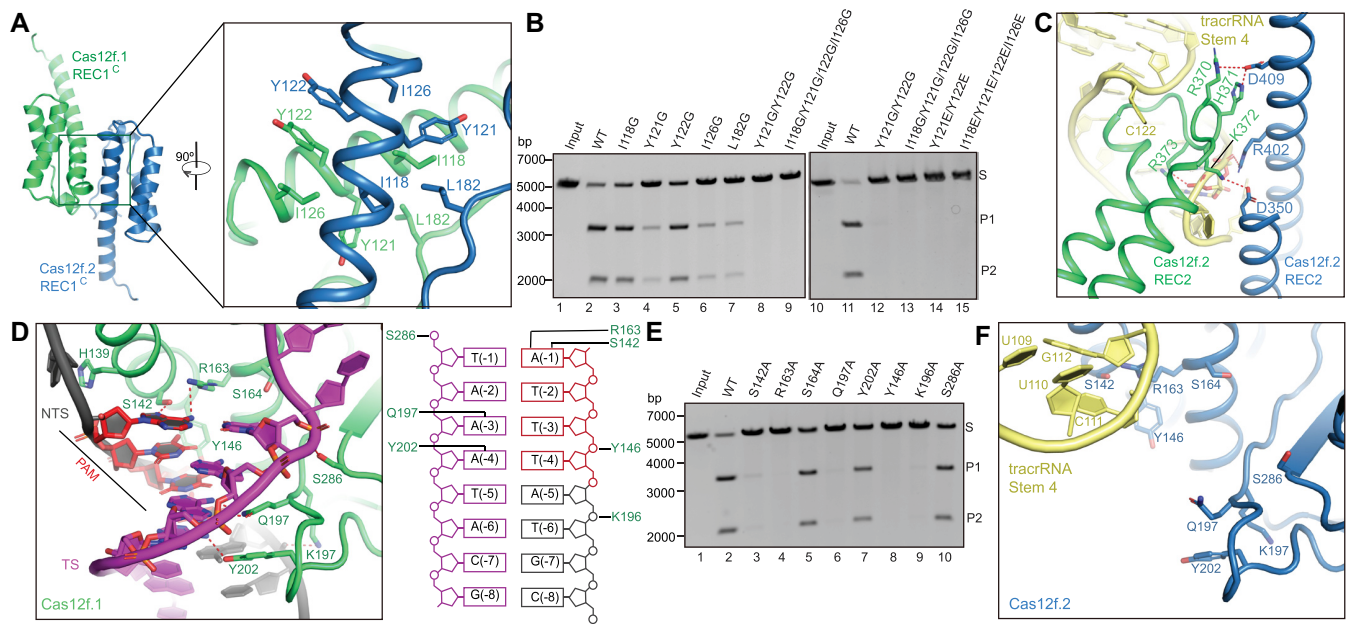 A
Cas12f.1
REC1 C
Cas12f.2
REC1 C
90º
Y122
I126
Y122
Y121
I118
I118
L182
I126
L182
Y121
B
Input
WT
I118G
Y121G
Y122G
I126G
L182G
Y121G/Y122G
I118G/Y121G/122G/I126G
Input
WT
Y121G/Y122G
I118G/Y121G/122G/I126G
Y121E/Y122E
I118E/Y121E/122E/I126E
bp
7000
5000
4000
3000
2000
S
P1
P2
1 2 3 4 5 6 7 8 9 10 11 12 13 14 15
C
tracrRNA
Stem 4
R370
H371
D409
C122
K372
R373
R402
D350
Cas12f.2
REC2
Cas12f.2
REC2
D
H139
R163
S164
S142
NTS
Y146
PAM
S286
Q197
K197
TS
Y202
Cas12f.1
S286
R163
S142
T(-1) A(-1)
A(-2) T(-2)
Q197
A(-3) T(-3)
Y202
Y146
A(-4) T(-4)
T(-5) A(-5)
K196
A(-6) T(-6)
C(-7) G(-7)
G(-8) C(-8)
E
Input
WT
S142A
R163A
S164A
Q197A
Y202A
Y146A
K196A
S286A
bp
7000
5000
4000
3000
2000
S
P1
P2
1 2 3 4 5 6 7 8 9 10
F
U109
G112
S142
R163
S164
U110
C111
Y146
tracrRNA
Stem 4
S286
Q197
K197
Y202
Cas12f.2